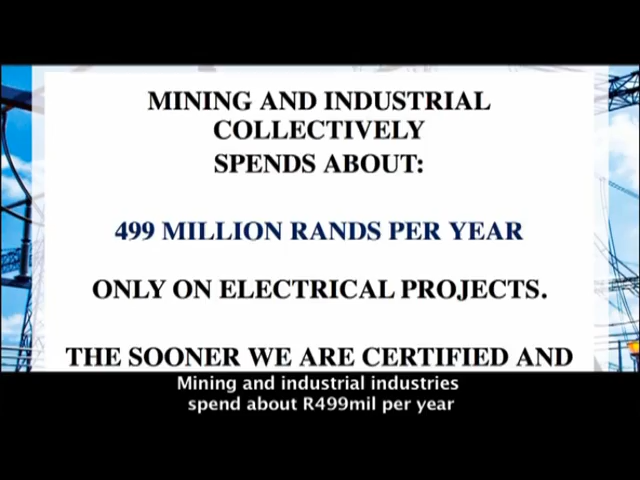 MINING AND INDUSTRIAL
COLLECTIVELY
SPENDS ABOUT:
499 MILLION RANDS PER YEAR
ONLY ON ELECTRICAL PROJECTS.
THE SOONER WE ARE CERTIFIED AND
Mining and industrial industries
spend about R499mil per year